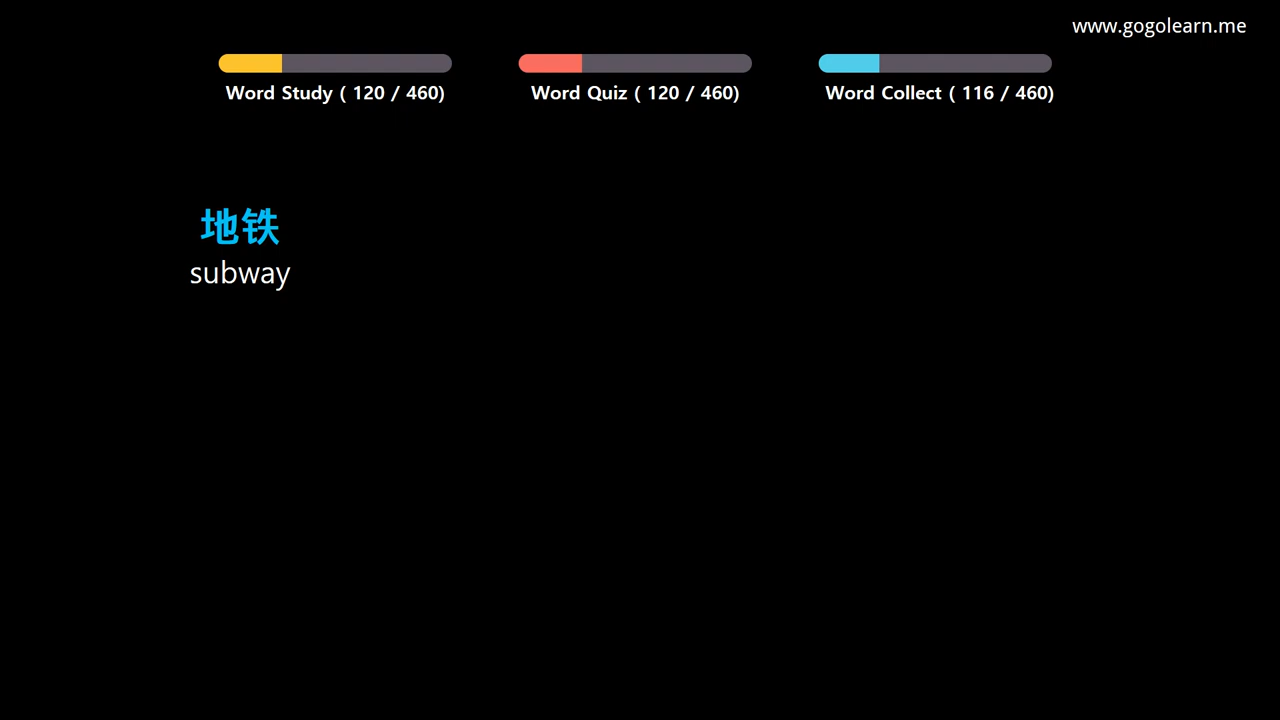 www.gogolearn.me
Word Study ( 120 / 460)
Word Quiz ( 120 / 460)
Word Collect ( 116 / 460)
地铁
subway